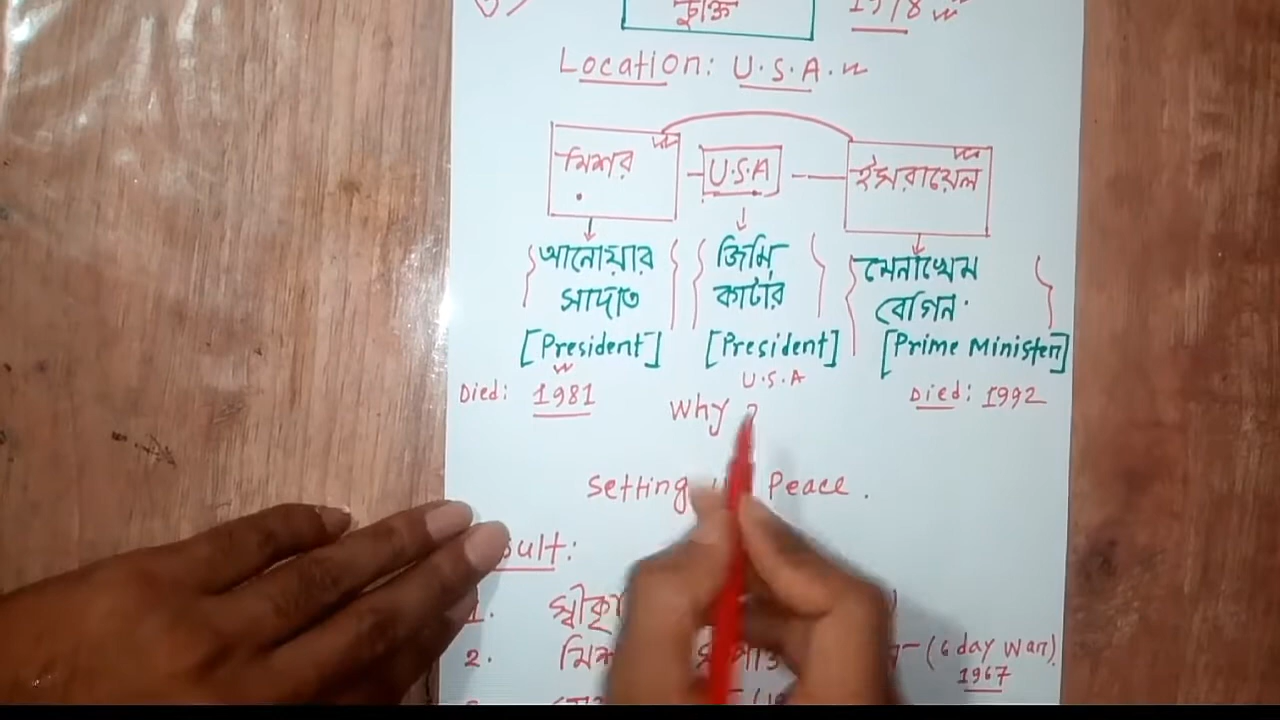 চুক্তি 1978
Location: U.S.A.
মিশর U.S.A ইসরায়েল
আনোয়ার জিমি মেনাখেম
সাদাত কার্টার বেগিন
[President] [President] [Prime Minister]
U.S.A
Died: 1981 Died: 1992
Why ?
Setting Peace.
1.
2. (6 day war)
1967